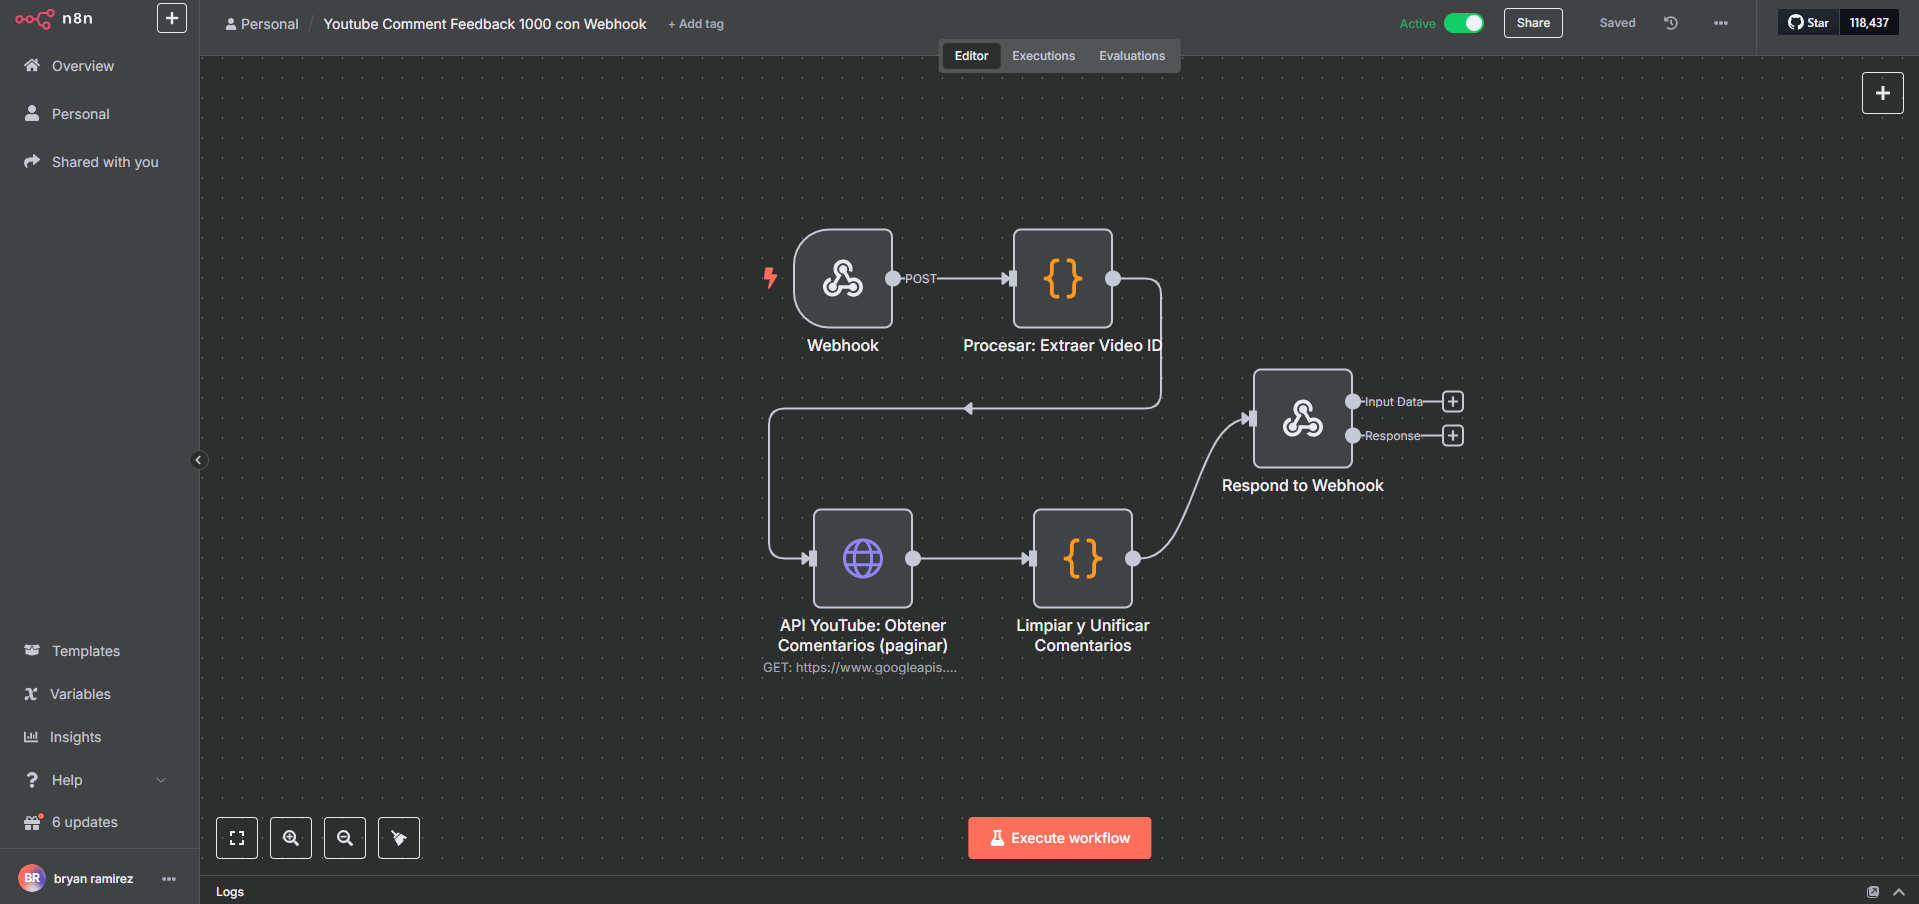 n8n
+
Personal / Youtube Comment Feedback 1000 con Webhook + Add tag
Active
Share
Saved
Star 118,437
Editor Executions Evaluations
Overview
Personal
Shared with you
POST
Webhook
Procesar: Extraer Video ID
Input Data
Response
Respond to Webhook
API YouTube: Obtener
Comentarios (paginar)
GET: https://www.googleapis....
Limpiar y Unificar
Comentarios
Templates
Variables
Insights
Help
6 updates
BR bryan ramirez
Execute workflow
Logs